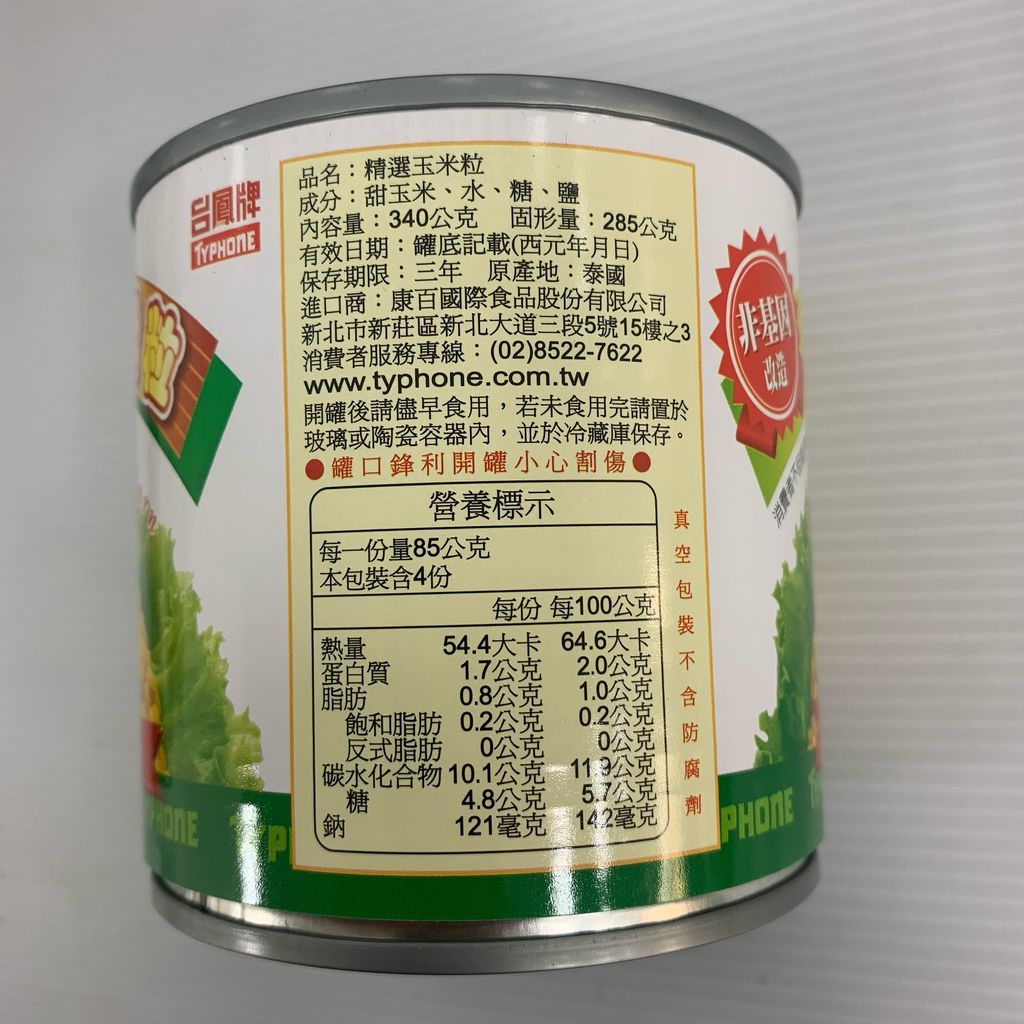 台鳳牌
TYPHONE
粒
品名：精選玉米粒
成分：甜玉米、水、糖、鹽
內容量：340公克 固形量：285公克
有效日期：罐底記載(西元年月日)
保存期限：三年 原產地：泰國
進口商：康百國際食品股份有限公司
新北市新莊區新北大道三段5號15樓之3
消費者服務專線：(02)8522-7622
www.typhone.com.tw
開罐後請儘早食用，若未食用完請置於
玻璃或陶瓷容器內，並於冷藏庫保存。
●罐口鋒利開罐小心割傷●
營養標示
每一份量85公克
本包裝含4份
每份 每100公克
熱量 54.4大卡 64.6大卡
蛋白質 1.7公克 2.0公克
脂肪 0.8公克 1.0公克
飽和脂肪 0.2公克 0.2公克
反式脂肪 0公克 0公克
碳水化合物 10.1公克 11.9公克
糖 4.8公克 5.7公克
鈉 121毫克 142毫克
真空包裝不含防腐劑
非基因
改造
消費者不
PHONE
TYP
PHONE